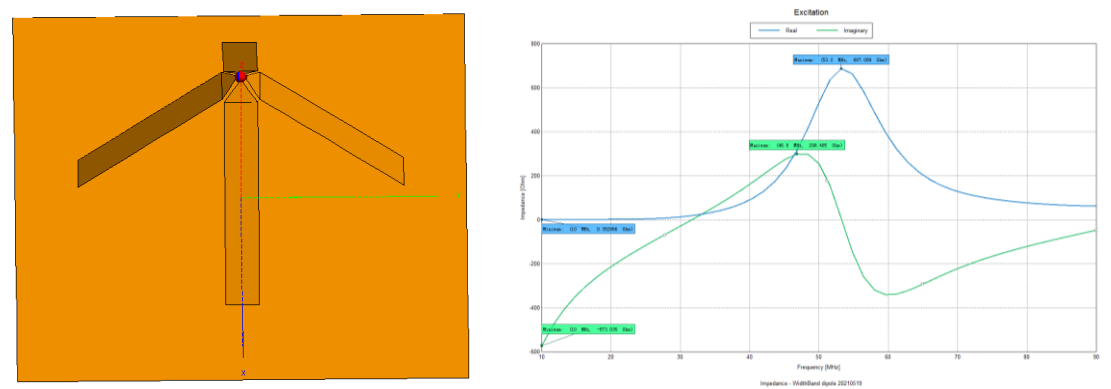 Excitation
Real
Imaginary
800
600
400
200
0
-200
-400
-600
Impedance [Ohm]
10
20
30
40
50
60
70
80
90
Frequency [MHz]
Impedance - WidthBand dipole 20210519
X